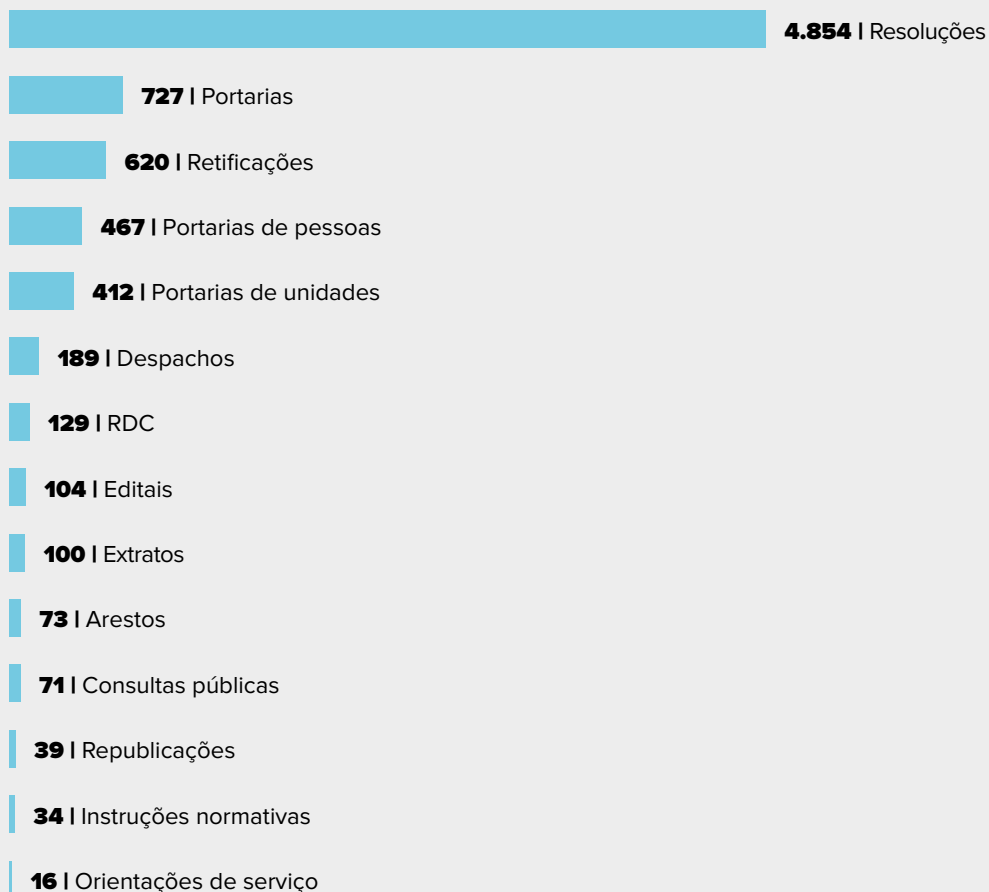 4.854 | Resoluções
727 | Portarias
620 | Retificações
467 | Portarias de pessoas
412 | Portarias de unidades
189 | Despachos
129 | RDC
104 | Editais
100 | Extratos
73 | Arestos
71 | Consultas públicas
39 | Republicações
34 | Instruções normativas
16 | Orientações de serviço